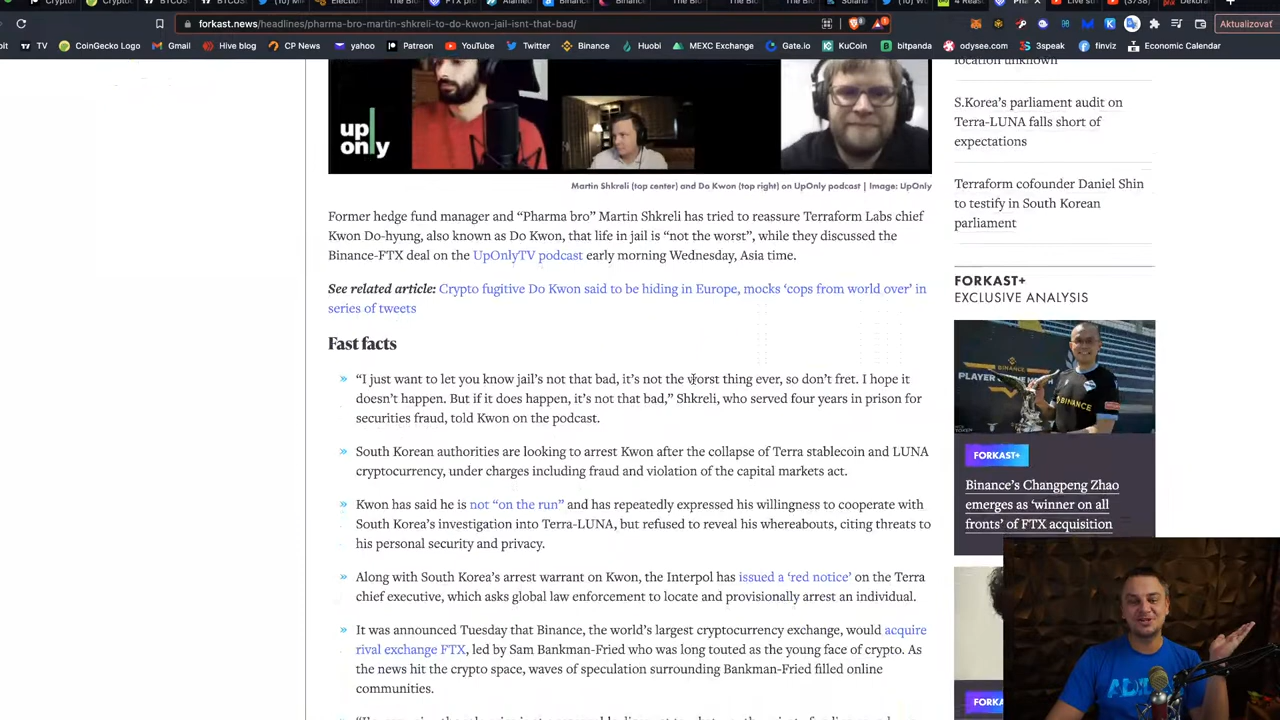 Crypto
BTCUS
BTCUS
Mi
Election
FTX pr
Alamed
Binanc
Binance
The B
The B
The Blo
Binanc
Solana
(2) Wo
4 Reas
Pha
Live str
(3738)
Dekora
forkast.news/headlines/pharma-bro-martin-shkreli-to-do-kwon-jail-isnt-that-bad/
Aktualizovať
bit
TV
CoinGecko Logo
Gmail
Hive blog
CP News
yahoo
Patreon
YouTube
Twitter
Binance
Huobi
MEXC Exchange
Gate.io
KuCoin
bitpanda
odysee.com
3speak
finviz
Economic Calendar
up
only
Martin Shkreli (top center) and Do Kwon (top right) on UpOnly podcast | Image: UpOnly
Former hedge fund manager and “Pharma bro” Martin Shkreli has tried to reassure Terraform Labs chief
Kwon Do-hyung, also known as Do Kwon, that life in jail is “not the worst”, while they discussed the
Binance-FTX deal on the UpOnlyTV podcast early morning Wednesday, Asia time.
See related article: Crypto fugitive Do Kwon said to be hiding in Europe, mocks ‘cops from world over’ in
series of tweets
Fast facts
» “I just want to let you know jail’s not that bad, it’s not the worst thing ever, so don’t fret. I hope it
doesn’t happen. But if it does happen, it’s not that bad,” Shkreli, who served four years in prison for
securities fraud, told Kwon on the podcast.
» South Korean authorities are looking to arrest Kwon after the collapse of Terra stablecoin and LUNA
cryptocurrency, under charges including fraud and violation of the capital markets act.
» Kwon has said he is not “on the run” and has repeatedly expressed his willingness to cooperate with
South Korea’s investigation into Terra-LUNA, but refused to reveal his whereabouts, citing threats to
his personal security and privacy.
» Along with South Korea’s arrest warrant on Kwon, the Interpol has issued a ‘red notice’ on the Terra
chief executive, which asks global law enforcement to locate and provisionally arrest an individual.
» It was announced Tuesday that Binance, the world’s largest cryptocurrency exchange, would acquire
rival exchange FTX, led by Sam Bankman-Fried who was long touted as the young face of crypto. As
the news hit the crypto space, waves of speculation surrounding Bankman-Fried filled online
communities.
location unknown
S.Korea’s parliament audit on
Terra-LUNA falls short of
expectations
Terraform cofounder Daniel Shin
to testify in South Korean
parliament
FORKAST+
EXCLUSIVE ANALYSIS
BINANCE
PLAYER
BINANCE
FORKAST+
Binance’s Changpeng Zhao
emerges as ‘winner on all
fronts’ of FTX acquisition
FORKA